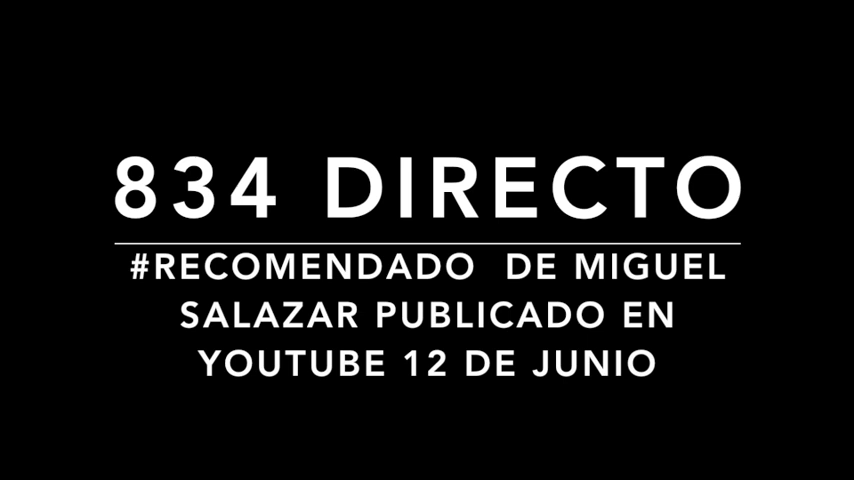 834 DIRECTO
#RECOMENDADO DE MIGUEL
SALAZAR PUBLICADO EN
YOUTUBE 12 DE JUNIO